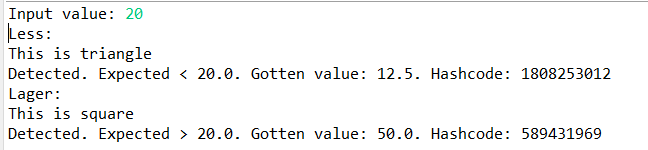 Input value: 20
Less:
This is triangle
Detected. Expected < 20.0. Gotten value: 12.5. Hashcode: 1808253012
Lager:
This is square
Detected. Expected > 20.0. Gotten value: 50.0. Hashcode: 589431969